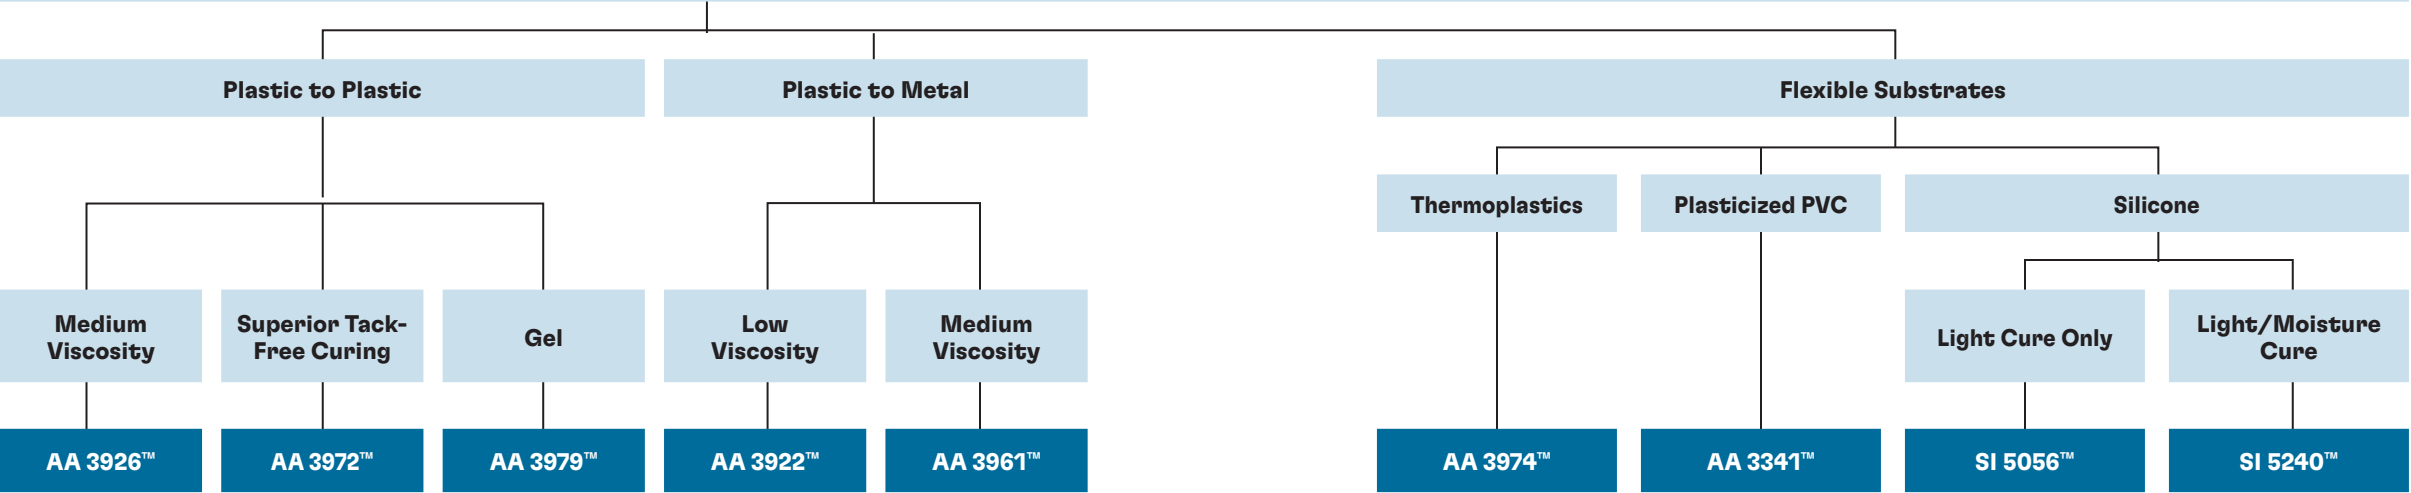 Plastic to Plastic
Plastic to Metal
Flexible Substrates
Thermoplastics
Plasticized PVC
Silicone
Medium
Viscosity
Superior Tack-
Free Curing
Gel
Low
Viscosity
Medium
Viscosity
Light Cure Only
Light/Moisture
Cure
AA 3926™
AA 3972™
AA 3979™
AA 3922™
AA 3961™
AA 3974™
AA 3341™
SI 5056™
SI 5240™